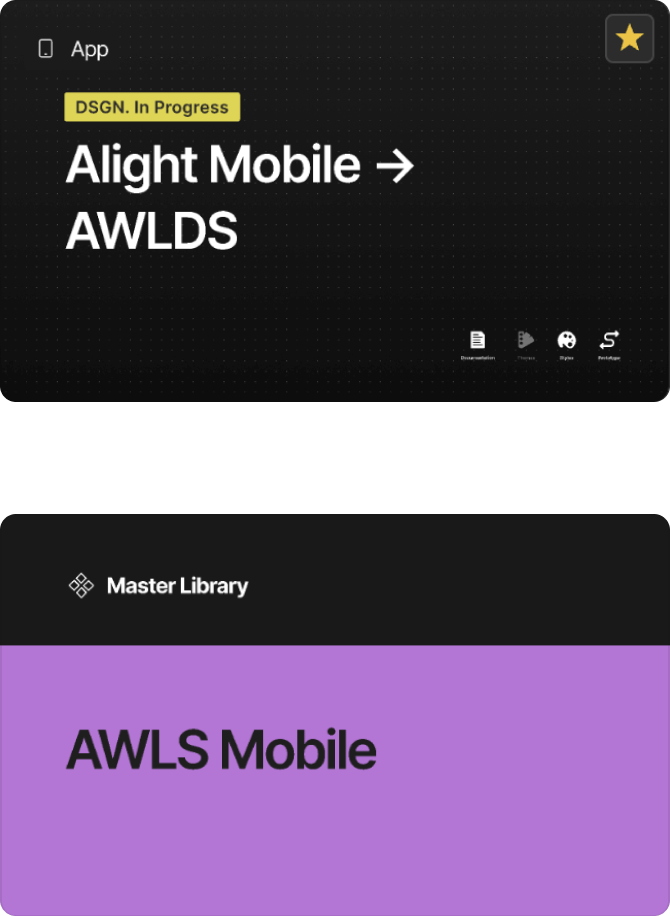 App
DSGN. In Progress
Alight Mobile →
AWLDS
Documentation Themes Styles Prototype
Master Library
AWLS Mobile